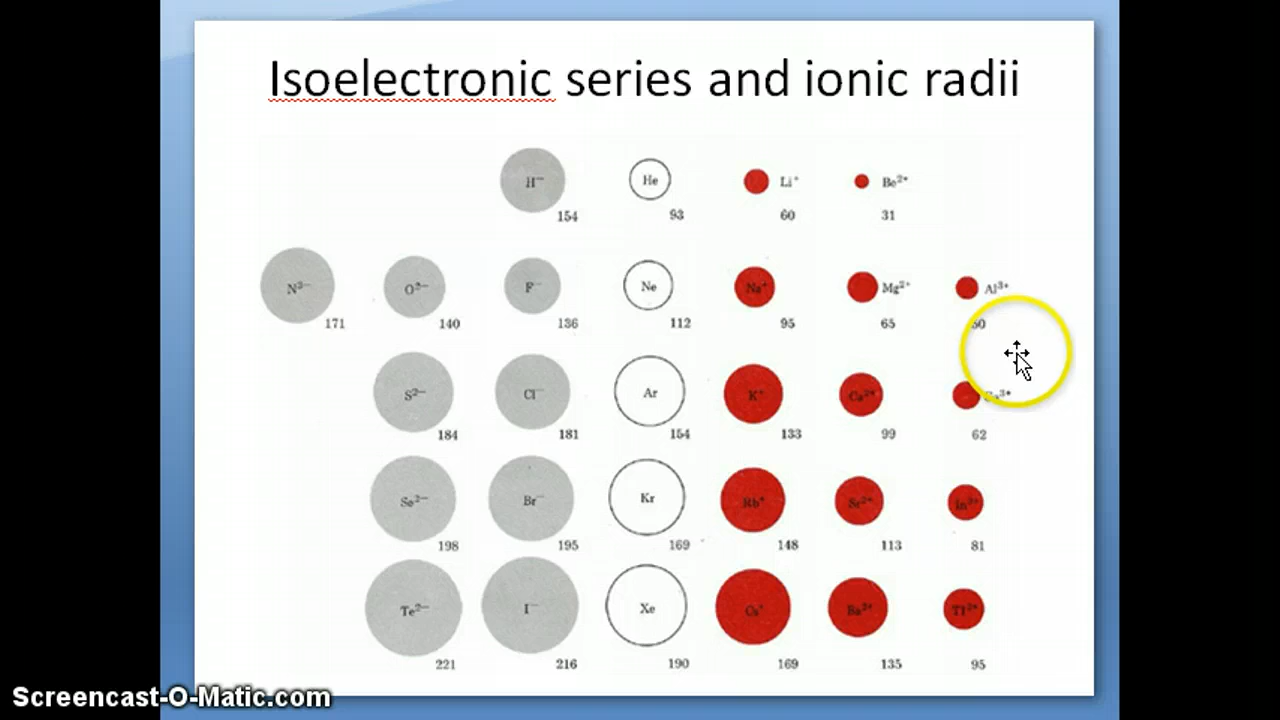 Isoelectronic series and ionic radii
H⁻ He Li⁺ Be²⁺
154 93 60 31
N³⁻ O²⁻ F⁻ Ne Na⁺ Mg²⁺ Al³⁺
171 140 136 112 95 65
S²⁻ Cl⁻ Ar K⁺ Ca²⁺
184 181 154 133 99 62
Se²⁻ Br⁻ Kr Rb⁺ Sr²⁺ In³⁺
198 195 169 148 113 81
Te²⁻ I⁻ Xe Cs⁺ Ba²⁺ Tl³⁺
221 216 190 169 135 95
Screencast-O-Matic.com